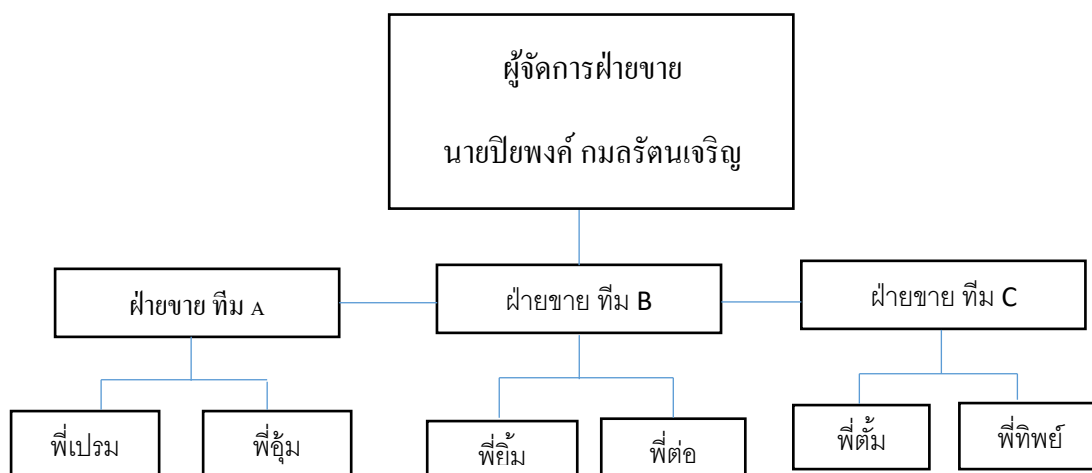 ผู้จัดการฝ่ายขาย
นายปิยพงค์ กมลรัตนเจริญ
ฝ่ายขาย ทีม A
ฝ่ายขาย ทีม B
ฝ่ายขาย ทีม C
พี่เปรม
พี่อุ้ม
พี่ยิ้ม
พี่ต่อ
พี่ตั้ม
พี่ทิพย์